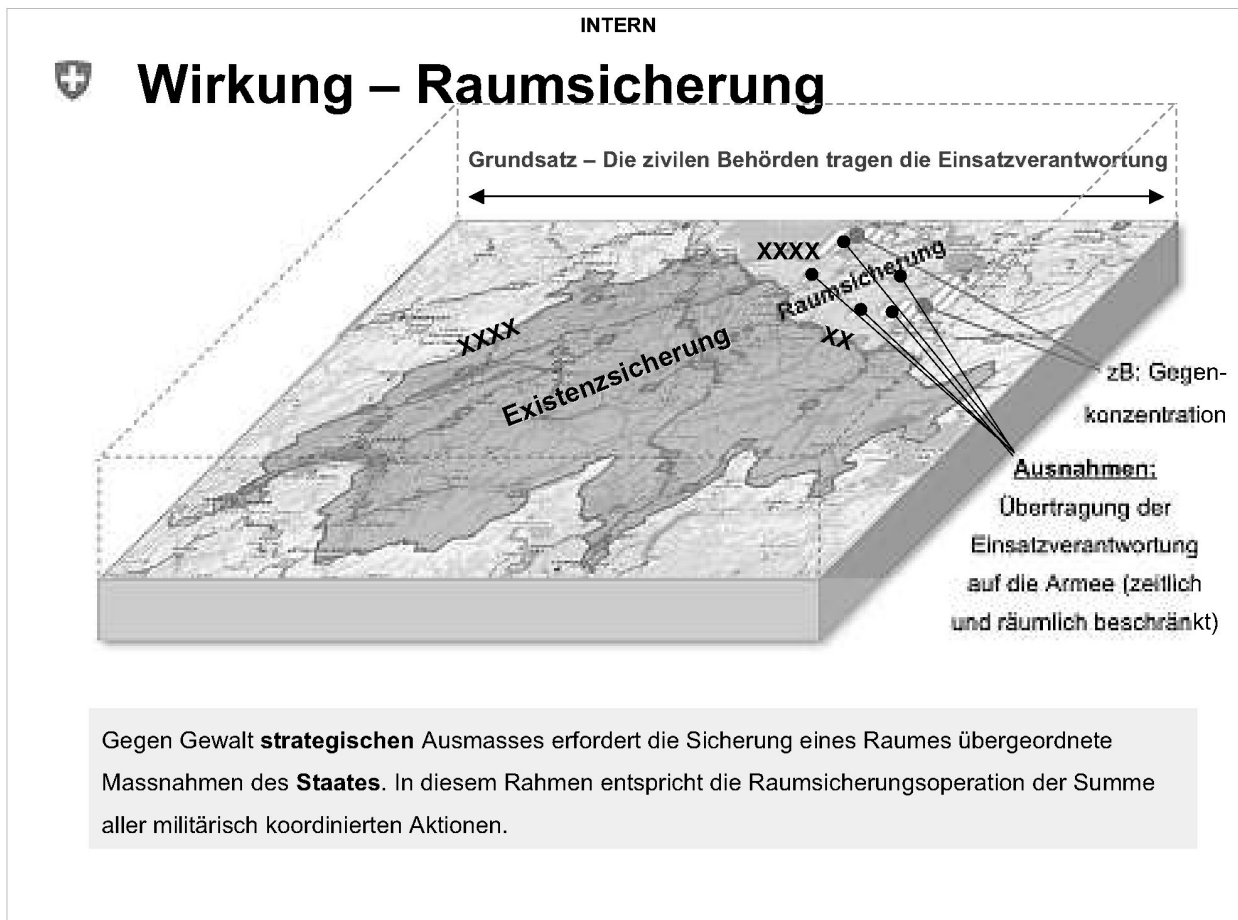 INTERN
Wirkung – Raumsicherung
Grundsatz – Die zivilen Behörden tragen die Einsatzverantwortung
XXXX
Raumsicherung
XXXX
XX
Existenzsicherung
zB: Gegen-
konzentration
Ausnahmen:
Übertragung der
Einsatzverantwortung
auf die Armee (zeitlich
und räumlich beschränkt)
Gegen Gewalt strategischen Ausmasses erfordert die Sicherung eines Raumes übergeordnete
Massnahmen des Staates. In diesem Rahmen entspricht die Raumsicherungsoperation der Summe
aller militärisch koordinierten Aktionen.